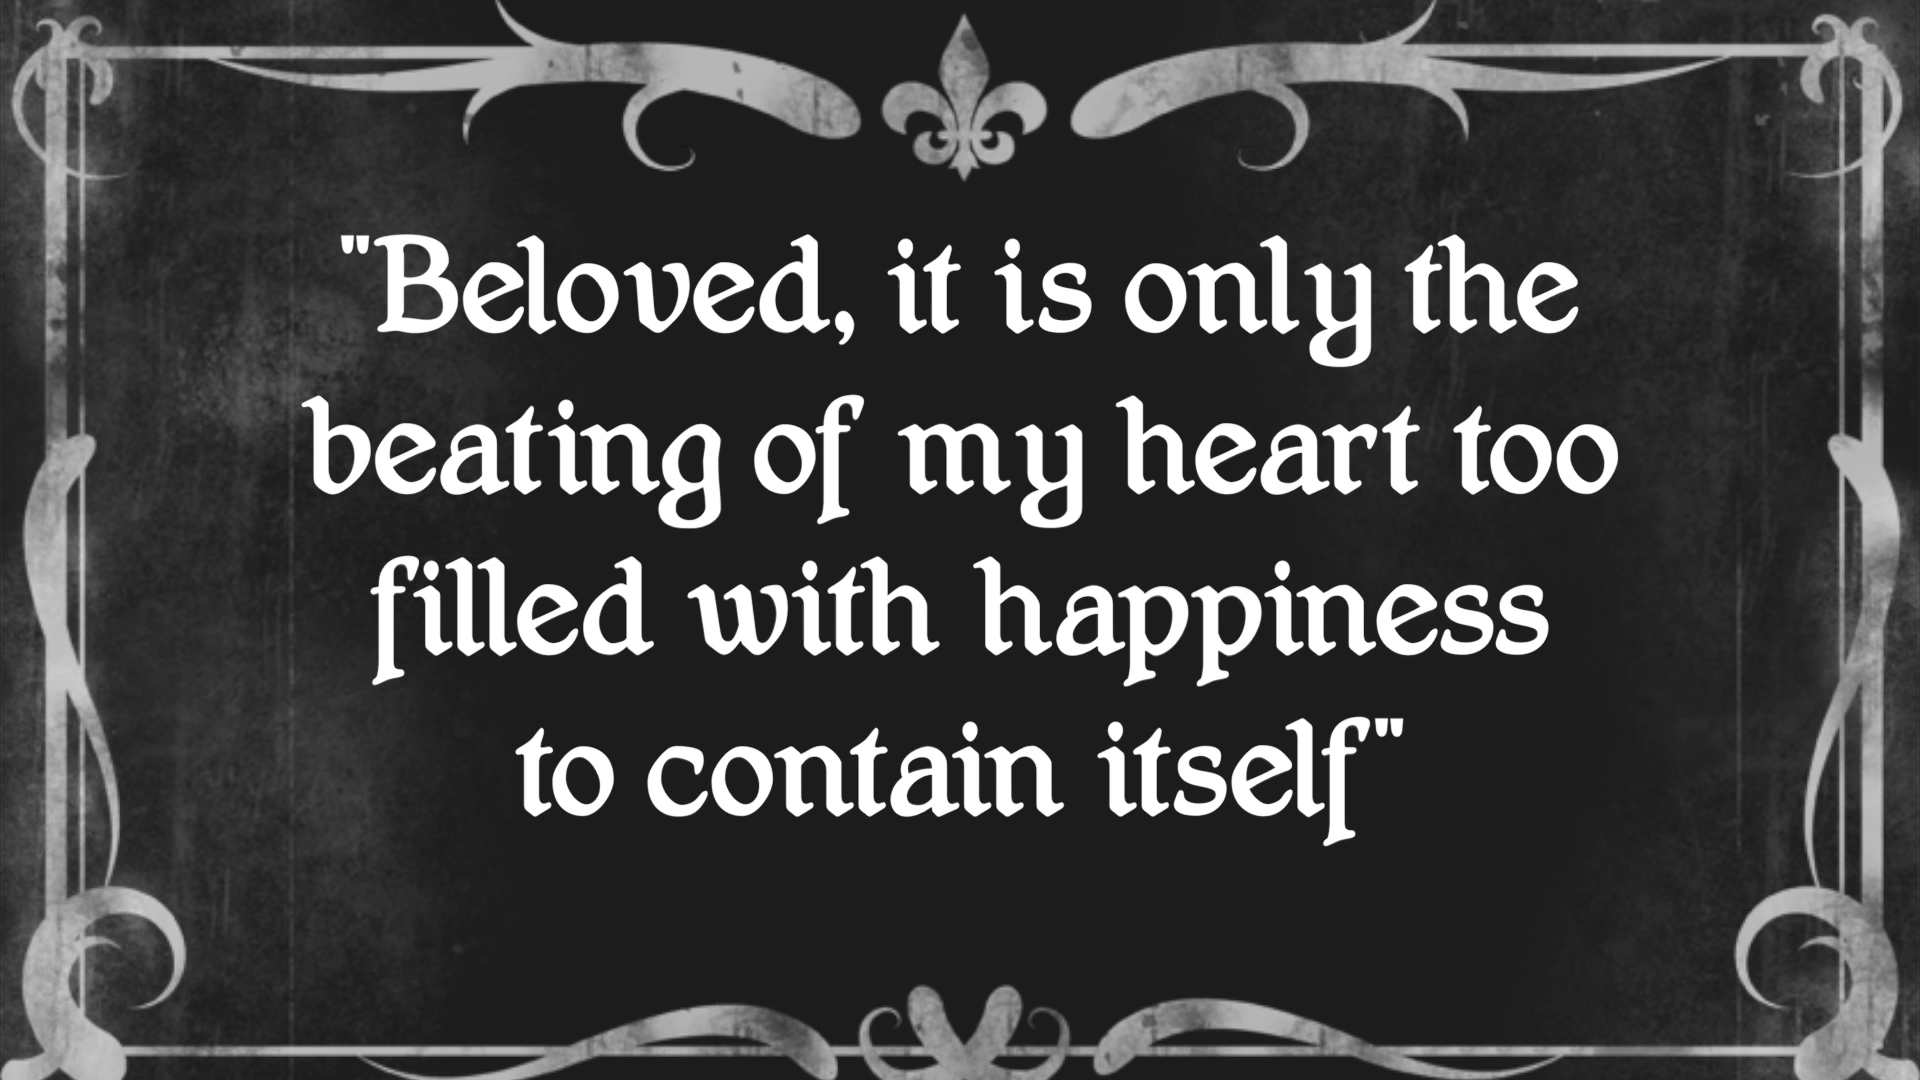 "Beloved, it is only the
beating of my heart too
filled with happiness
to contain itself"